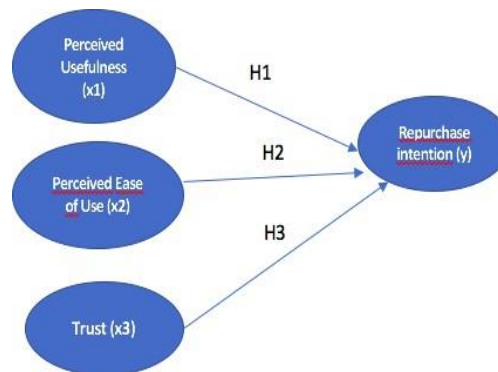 Perceived
Usefulness
(x1)
H1
Repurchase
intention (y)
H2
Perceived Ease
of Use (x2)
H3
Trust (x3)